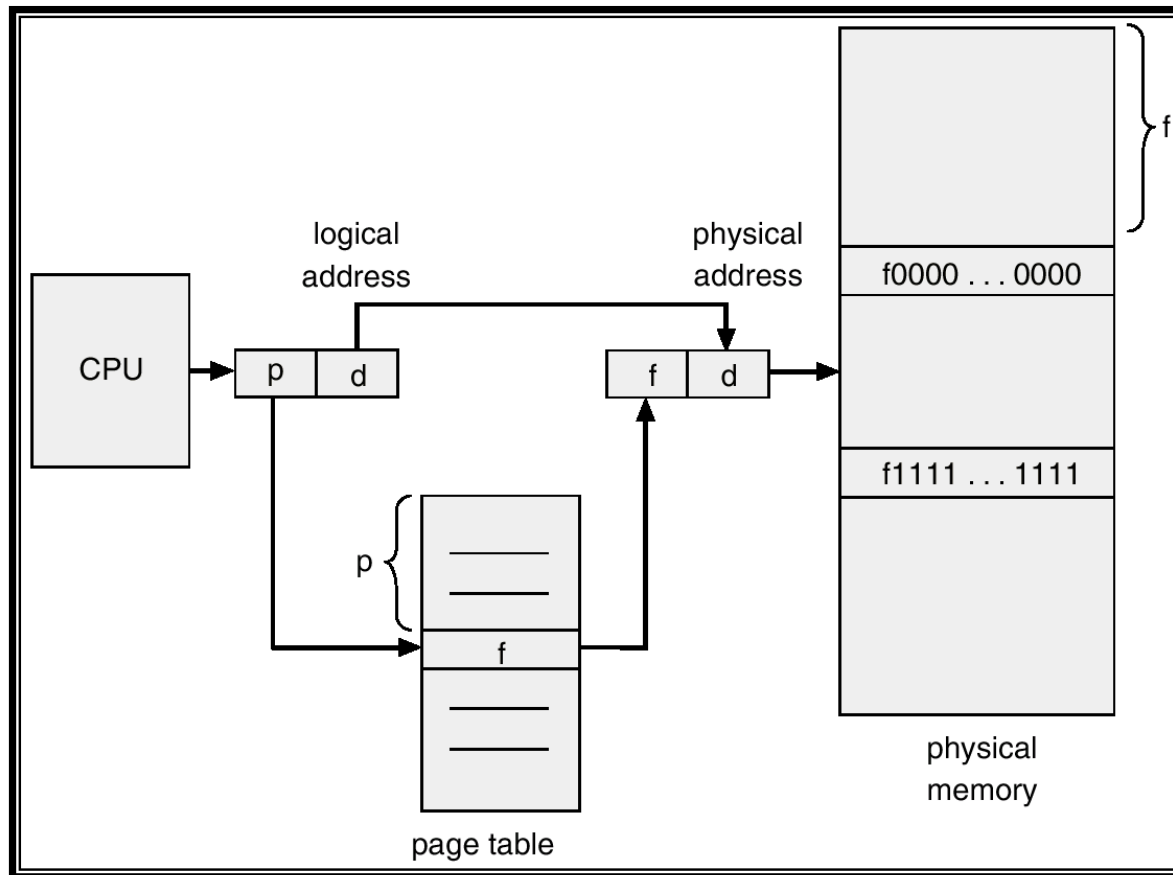 f
f0000 . . . 0000
logical
address
physical
address
CPU
p
d
f
d
f1111 . . . 1111
p
f
physical
memory
page table